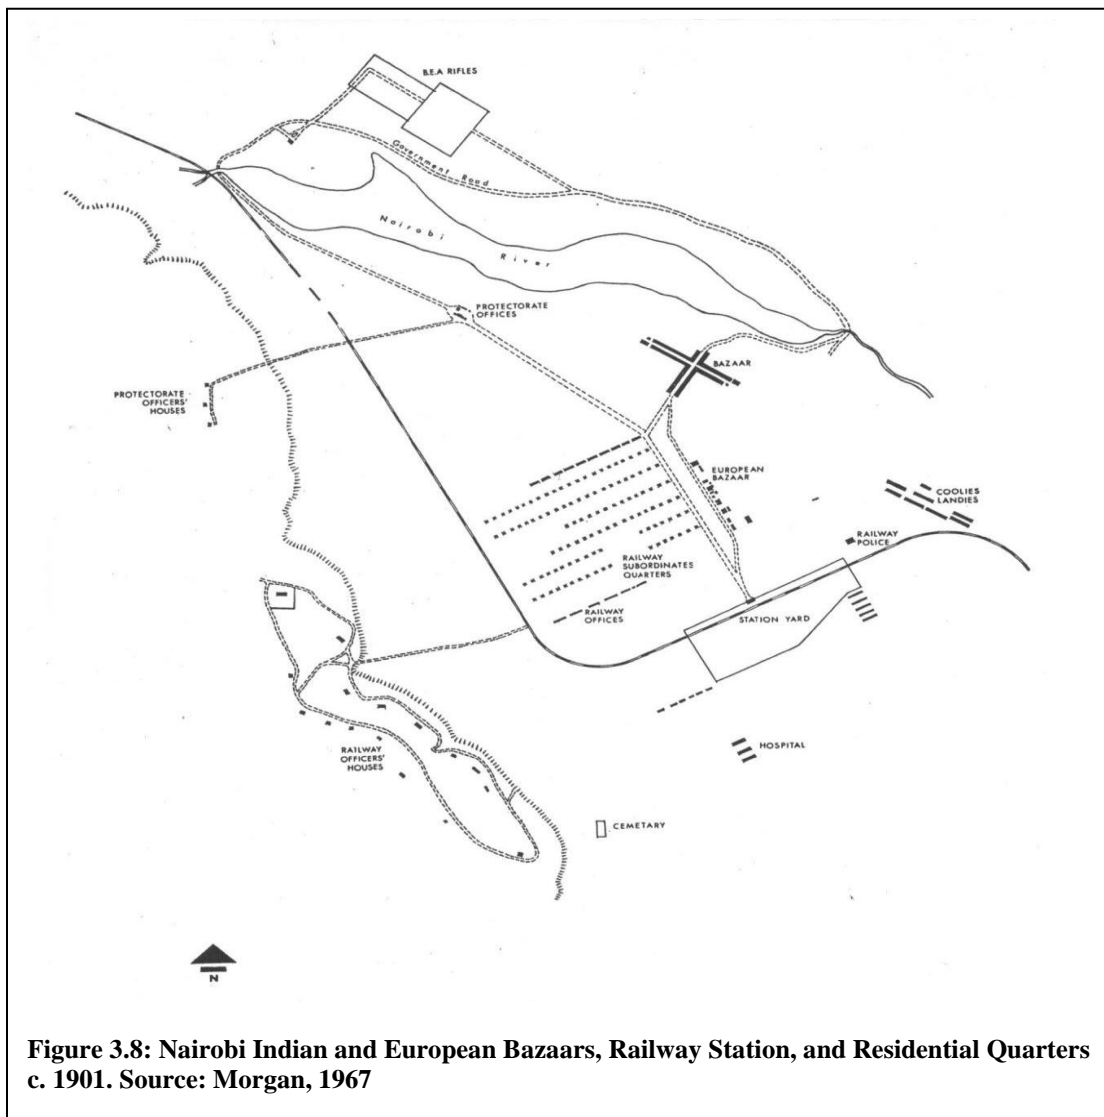 B.E.A RIFLES
Government Road
Nairobi
River
PROTECTORATE
OFFICES
BAZAAR
PROTECTORATE
OFFICERS'
HOUSES
EUROPEAN
BAZAAR
COOLIES
LANDIES
RAILWAY
POLICE
RAILWAY
SUBORDINATES
QUARTERS
RAILWAY
OFFICES
STATION YARD
RAILWAY
OFFICERS'
HOUSES
HOSPITAL
CEMETARY
N
Figure 3.8: Nairobi Indian and European Bazaars, Railway Station, and Residential Quarters
c. 1901. Source: Morgan, 1967